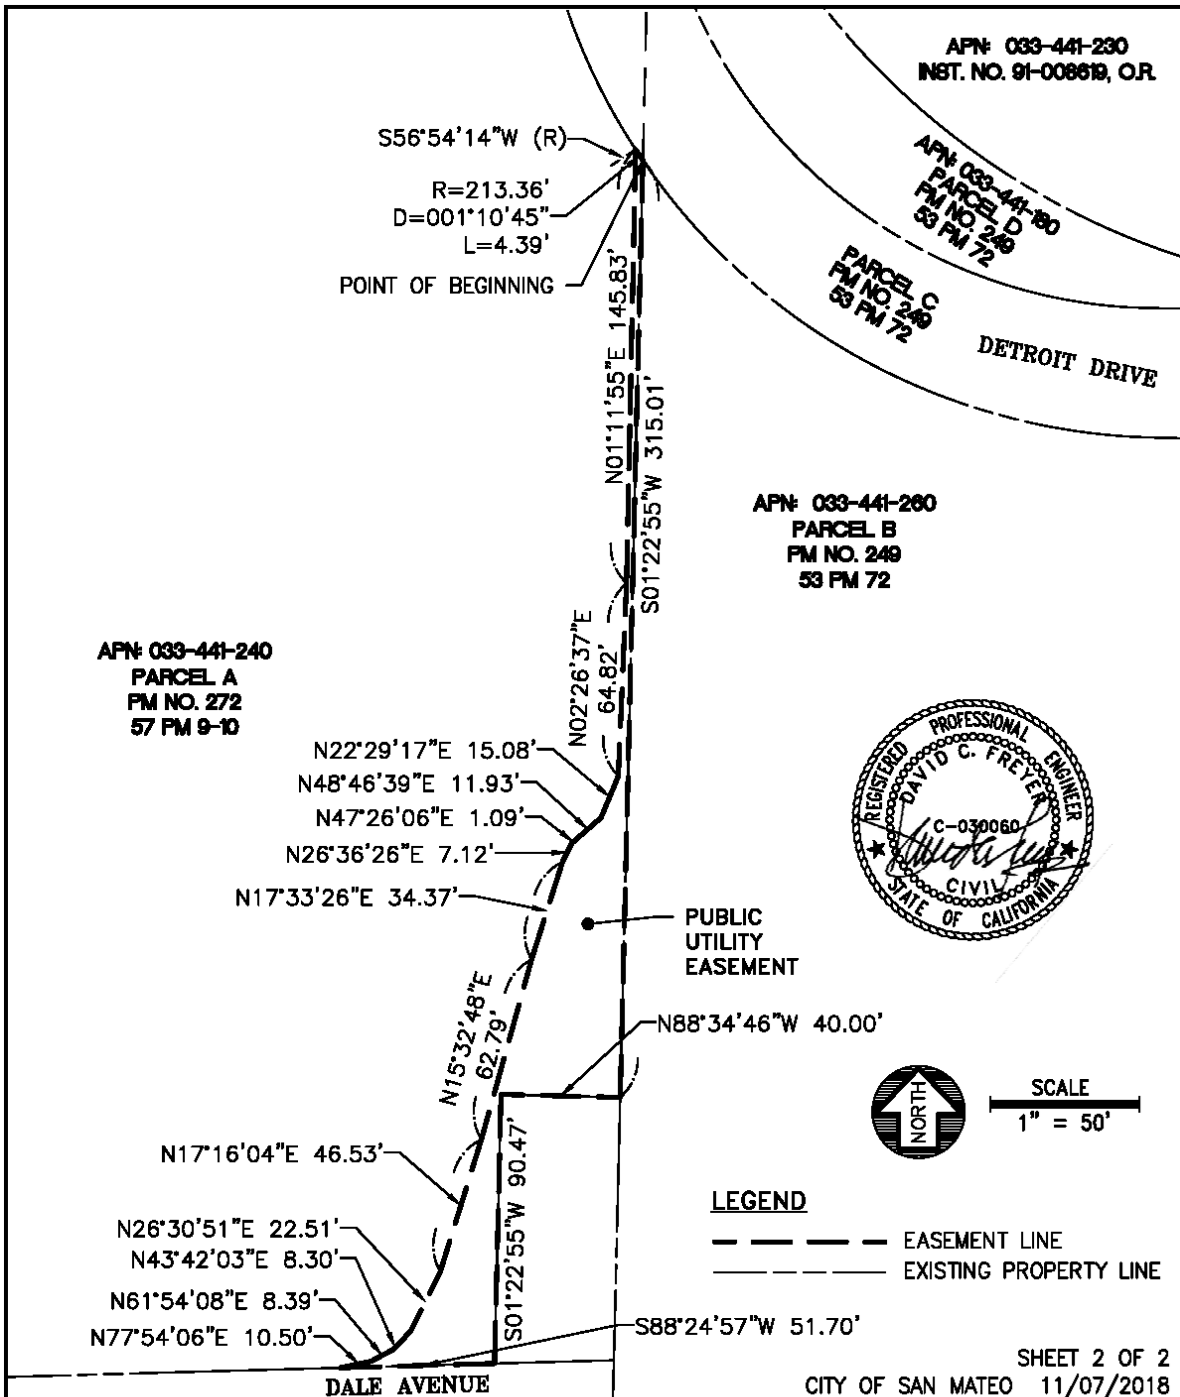 APN: 033-441-230
INST. NO. 91-008619, O.R.
S56°54'14"W (R)
R=213.36'
D=001°10'45"
L=4.39'
POINT OF BEGINNING
APN: 033-441-180
PARCEL D
PM NO. 249
53 PM 72
PARCEL C
PM NO. 249
53 PM 72
DETROIT DRIVE
N01°11'55"E 145.83'
S01°22'55"W 315.01'
APN: 033-441-260
PARCEL B
PM NO. 249
53 PM 72
N02°26'37"E
64.82'
APN: 033-441-240
PARCEL A
PM NO. 272
57 PM 9-10
N22°29'17"E 15.08'
N48°46'39"E 11.93'
N47°26'06"E 1.09'
N26°36'26"E 7.12'
N17°33'26"E 34.37'
REGISTERED PROFESSIONAL ENGINEER
DAVID C. FREYER
C-030060
CIVIL
STATE OF CALIFORNIA
PUBLIC
UTILITY
EASEMENT
N15°32'48"E
62.79'
N88°34'46"W 40.00'
NORTH
SCALE
1" = 50'
S01°22'55"W 90.47'
N17°16'04"E 46.53'
N26°30'51"E 22.51'
N43°42'03"E 8.30'
N61°54'08"E 8.39'
N77°54'06"E 10.50'
LEGEND
EASEMENT LINE
EXISTING PROPERTY LINE
S88°24'57"W 51.70'
DALE AVENUE
SHEET 2 OF 2
CITY OF SAN MATEO 11/07/2018